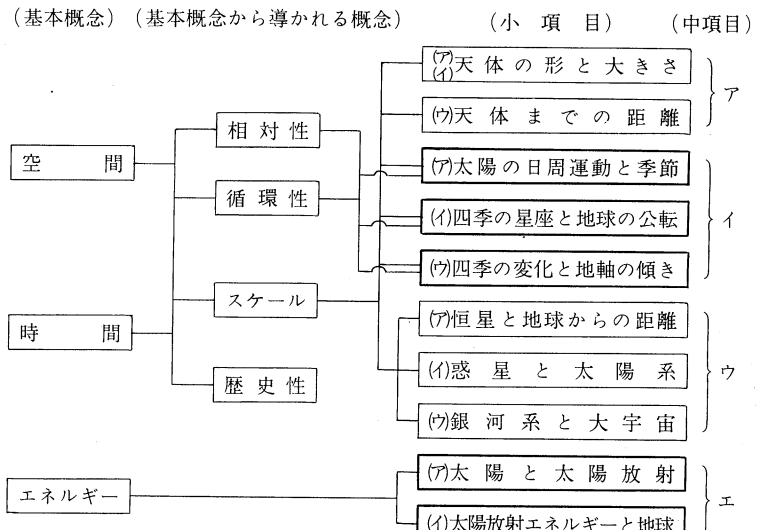 （基本概念）（基本概念から導かれる概念）　（小項目）　（中項目）
(ア)(イ)天体の形と大きさ
(ウ)天体までの距離
ア
相対性
空間
(ア)太陽の日周運動と季節
循環性
(イ)四季の星座と地球の公転
イ
(ウ)四季の変化と地軸の傾き
スケール
(ア)恒星と地球からの距離
時間
(イ)惑星と太陽系
ウ
歴史性
(ウ)銀河系と大宇宙
(ア)太陽と太陽放射
エネルギー
エ
(イ)太陽放射エネルギーと地球